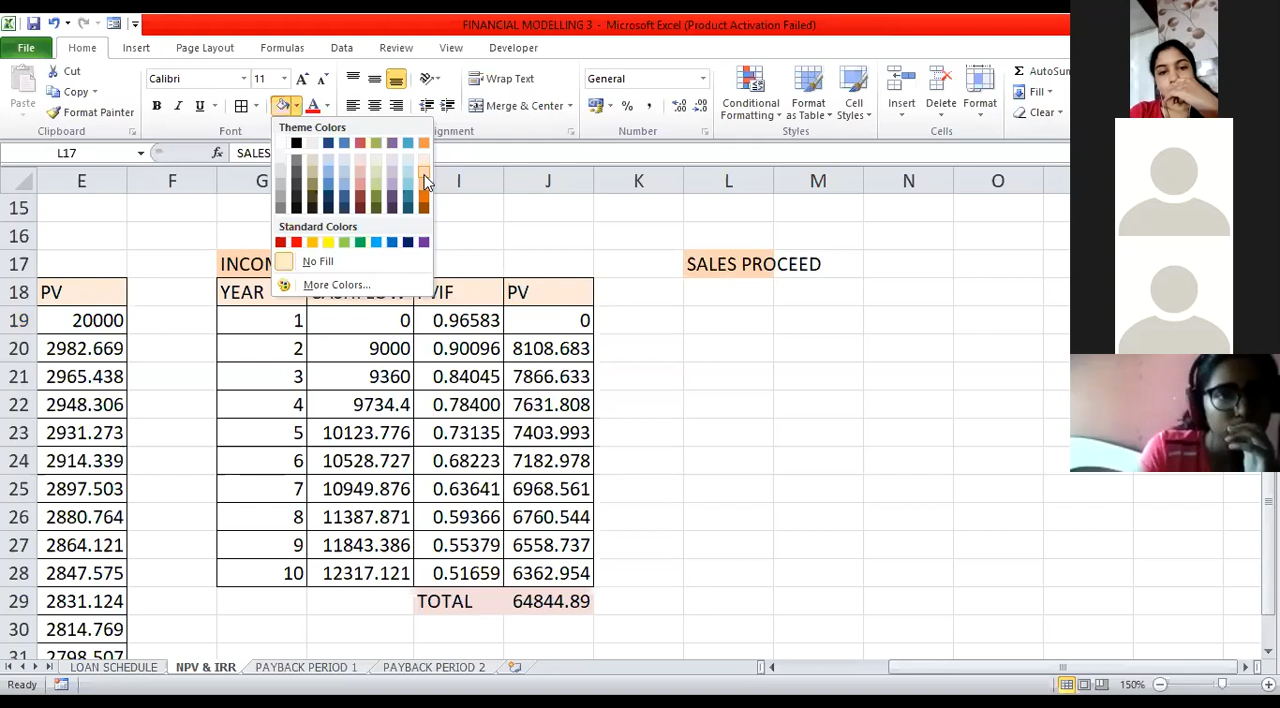 FINANCIAL MODELLING 3 - Microsoft Excel (Product Activation Failed)
File Home Insert Page Layout Formulas Data Review View Developer
Cut
Copy
Format Painter
Paste
Calibri 11
B I U
Wrap Text
Merge & Center
General
Conditional Formatting
Format as Table
Cell Styles
Insert Delete Format
AutoSum
Fill
Clear
Clipboard Font Alignment Number Styles Cells
L17 fx SALES
Theme Colors
Standard Colors
No Fill
More Colors...
E F G I J K L M N O
15
16
17 INCOM SALES PROCEED
18 PV YEAR CASHFLOW PVIF PV
19 20000 1 0 0.96583 0
20 2982.669 2 9000 0.90096 8108.683
21 2965.438 3 9360 0.84045 7866.633
22 2948.306 4 9734.4 0.78400 7631.808
23 2931.273 5 10123.776 0.73135 7403.993
24 2914.339 6 10528.727 0.68223 7182.978
25 2897.503 7 10949.876 0.63641 6968.561
26 2880.764 8 11387.871 0.59366 6760.544
27 2864.121 9 11843.386 0.55379 6558.737
28 2847.575 10 12317.121 0.51659 6362.954
29 2831.124 TOTAL 64844.89
30 2814.769
31 2798.507
LOAN SCHEDULE NPV & IRR PAYBACK PERIOD 1 PAYBACK PERIOD 2
Ready 150%